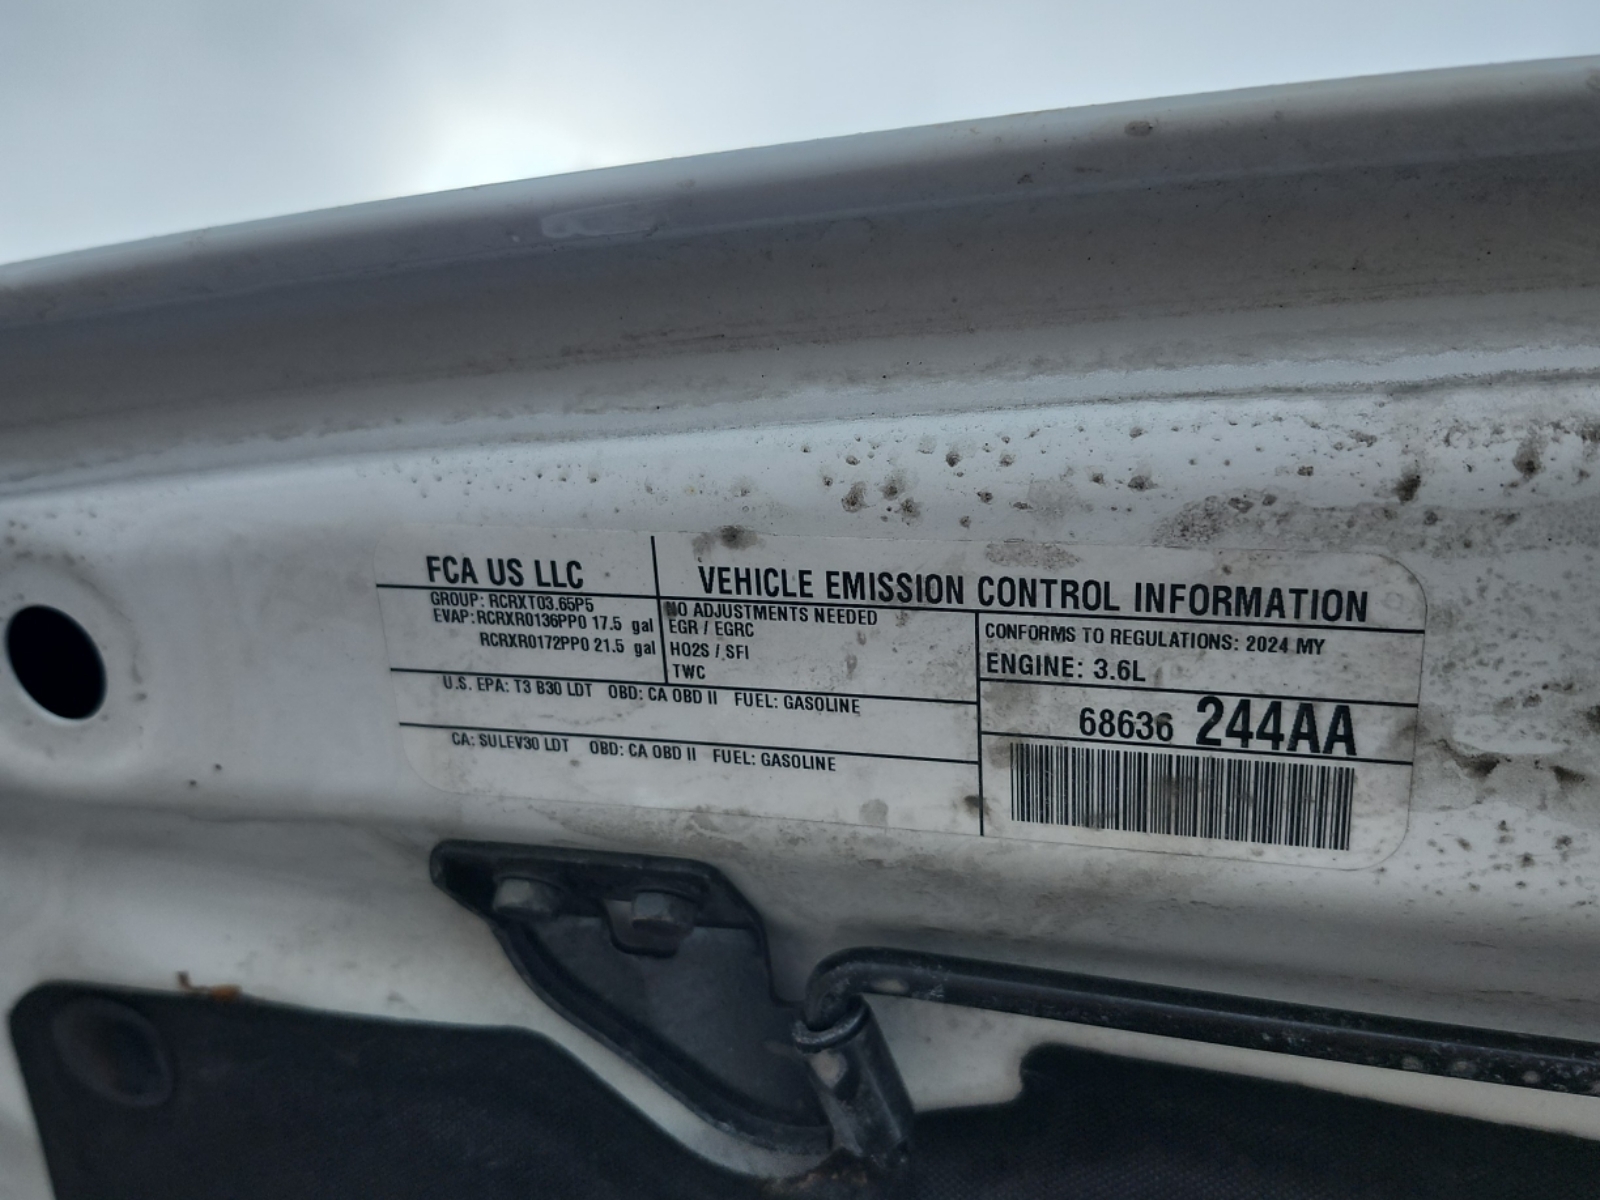 FCA US LLC
VEHICLE EMISSION CONTROL INFORMATION
GROUP: RCRXT03.65P5
EVAP: RCRXR0136PP0 17.5 gal
RCRXR0172PP0 21.5 gal
NO ADJUSTMENTS NEEDED
EGR / EGRC
HO2S / SFI
TWC
CONFORMS TO REGULATIONS: 2024 MY
ENGINE: 3.6L
U.S. EPA: T3 B30 LDT OBD: CA OBD II FUEL: GASOLINE
CA: SULEV30 LDT OBD: CA OBD II FUEL: GASOLINE
68636 244AA